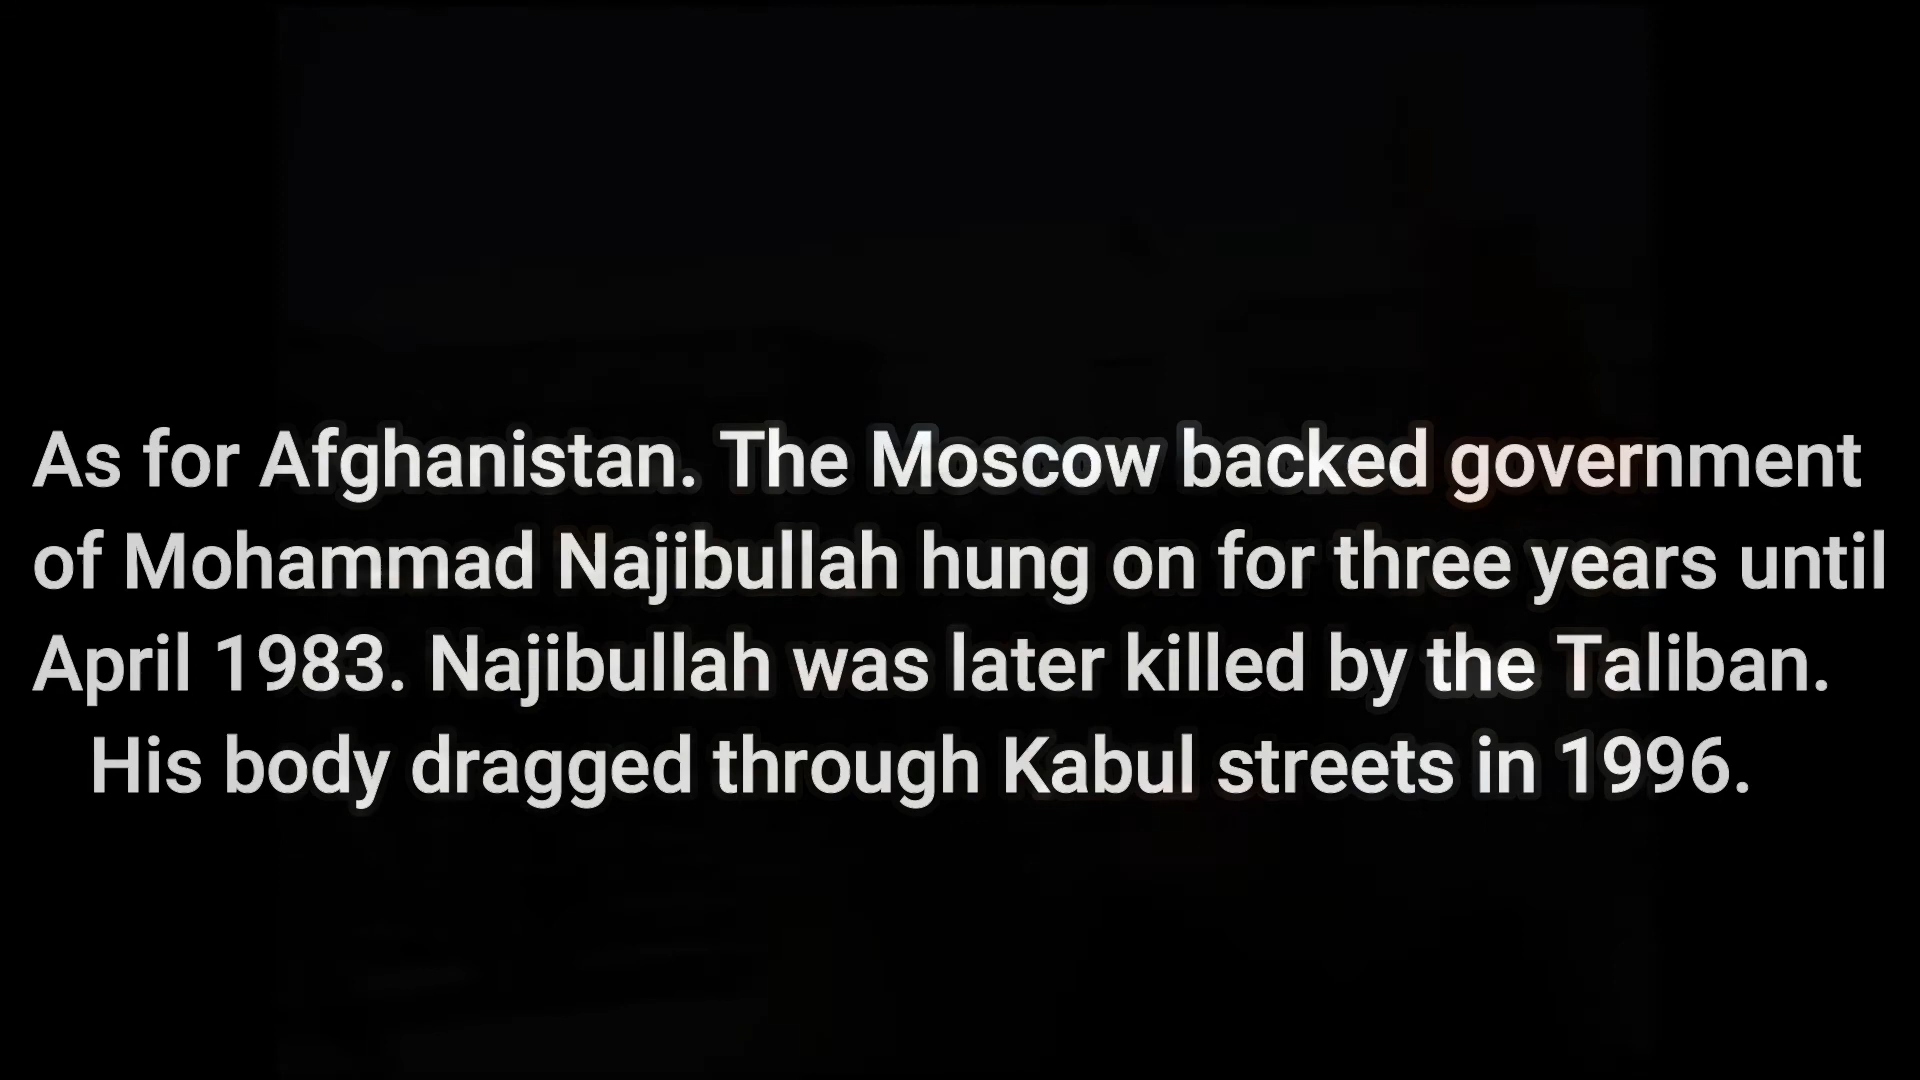 As for Afghanistan. The Moscow backed government
of Mohammad Najibullah hung on for three years until
April 1983. Najibullah was later killed by the Taliban.
His body dragged through Kabul streets in 1996.